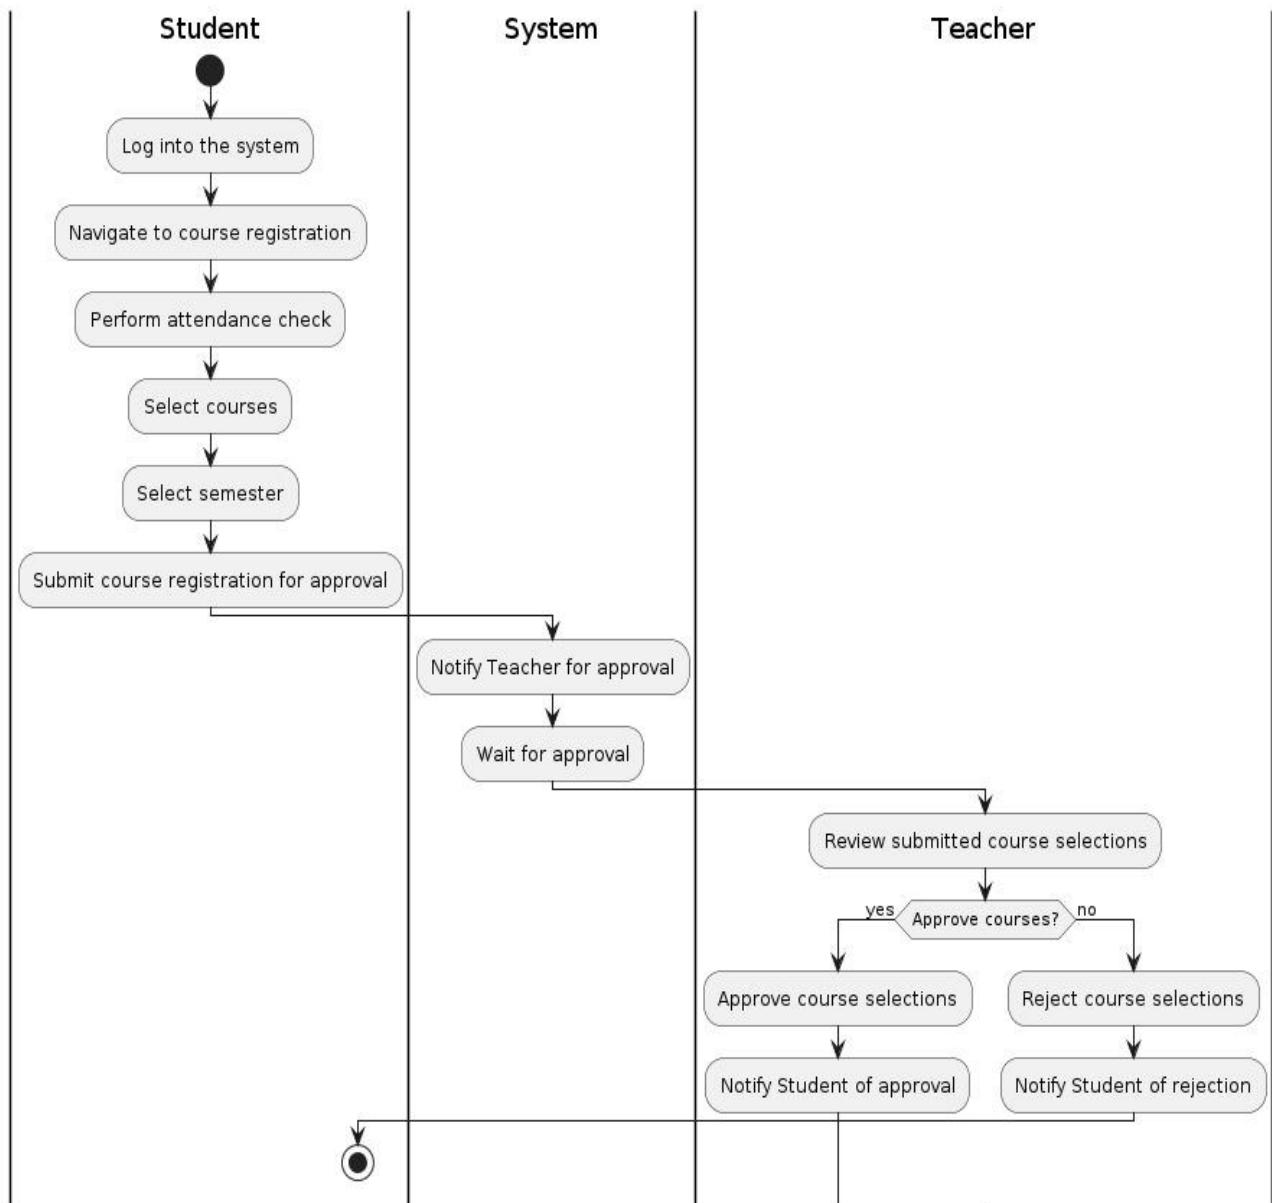 Student
System
Teacher
Log into the system
Navigate to course registration
Perform attendance check
Select courses
Select semester
Submit course registration for approval
Notify Teacher for approval
Wait for approval
Review submitted course selections
yes
Approve courses?
no
Approve course selections
Reject course selections
Notify Student of approval
Notify Student of rejection